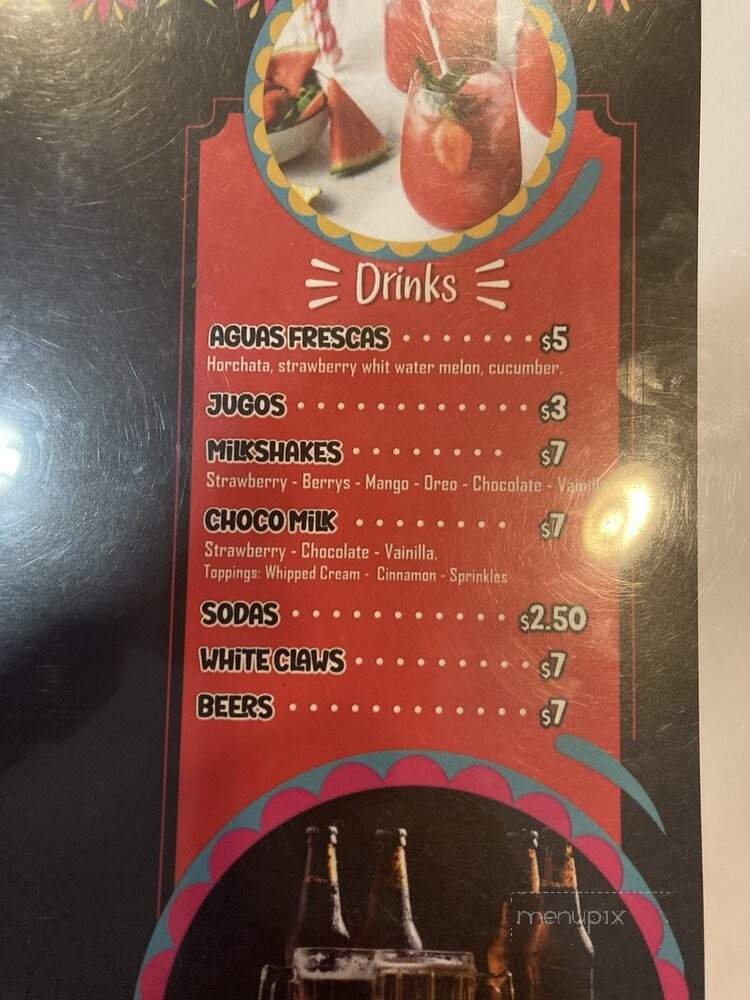 Drinks
AGUAS FRESCAS $5
Horchata, strawberry whit water melon, cucumber.
JUGOS $3
MILKSHAKES $7
Strawberry - Berrys - Mango - Oreo - Chocolate -
CHOCO MILK $7
Strawberry - Chocolate - Vainilla.
Toppings: Whipped Cream - Cinnamon - Sprinkles
SODAS $2.50
WHITE CLAWS $7
BEERS $7
menupix